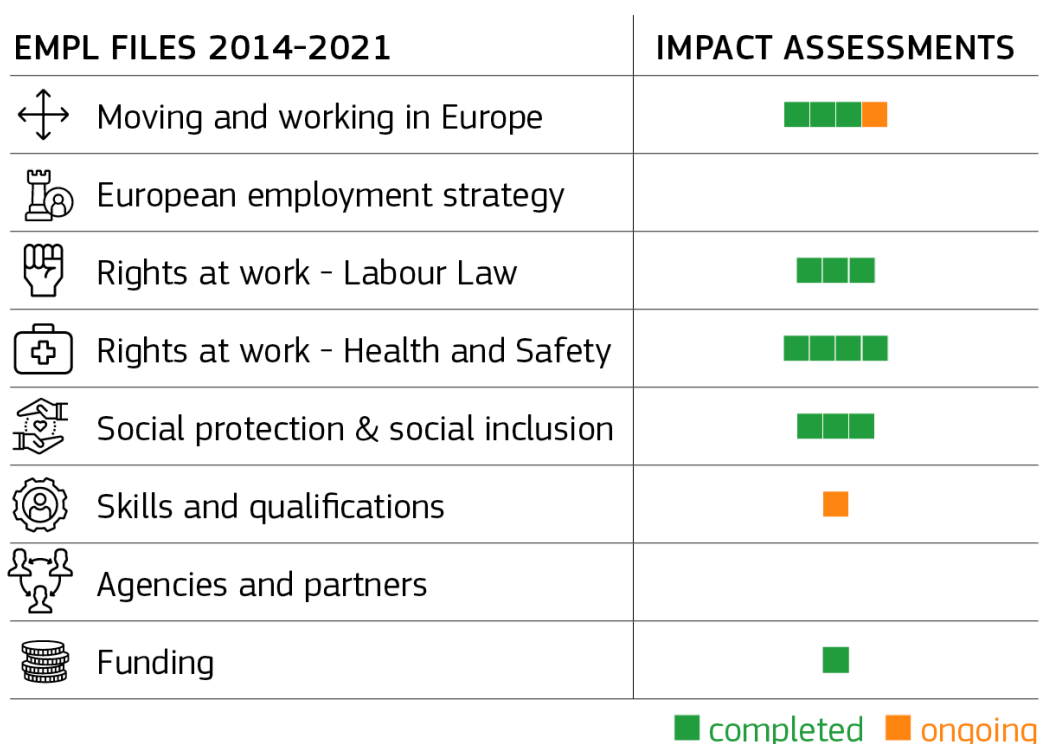 EMPL FILES 2014-2021 IMPACT ASSESSMENTS
Moving and working in Europe
European employment strategy
Rights at work - Labour Law
Rights at work - Health and Safety
Social protection & social inclusion
Skills and qualifications
Agencies and partners
Funding
completed ongoing